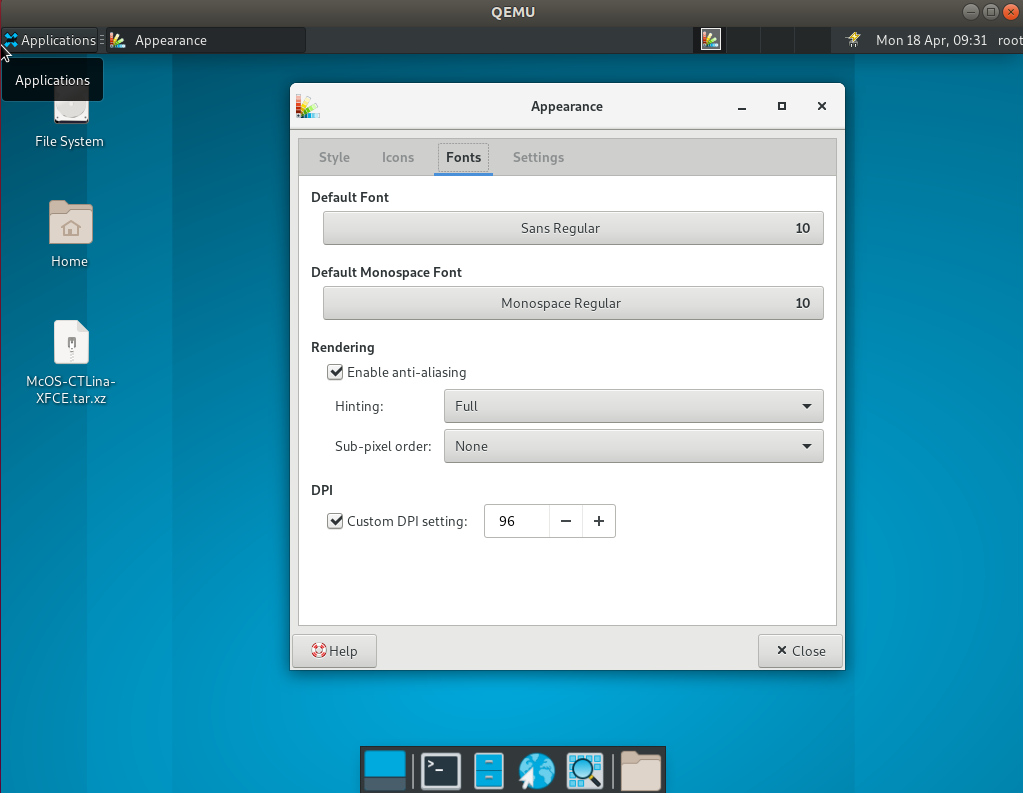 QEMU
Applications
Appearance
Mon 18 Apr, 09:31
root
Applications
File System
Home
McOS-CTLina-
XFCE.tar.xz
Appearance
Style
Icons
Fonts
Settings
Default Font
Sans Regular
10
Default Monospace Font
Monospace Regular
10
Rendering
Enable anti-aliasing
Hinting:
Full
Sub-pixel order:
None
DPI
Custom DPI setting:
96
Help
Close